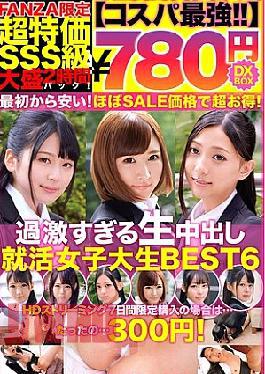 FANZA限定
超特価
SSS級
大盛2時間
パック!
【コスパ最強!!】
¥780円
DX
BOX
最初から安い!ほぼSALE価格で超お得!
過激すぎる生中出し
就活女子大生BEST6
HDストリーミング7日間限定購入の場合は…
たったの…300円!